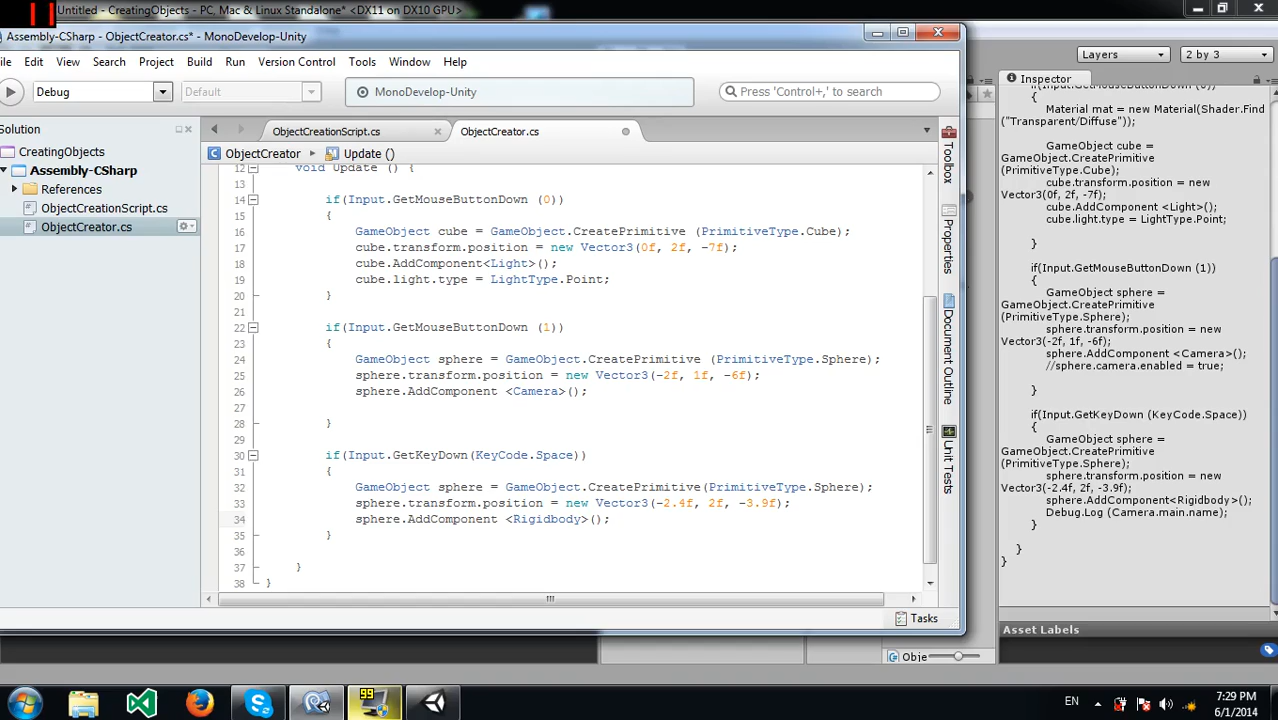 Untitled - CreatingObjects - PC, Mac & Linux Standalone* <DX11 on DX10 GPU>
Assembly-CSharp - ObjectCreator.cs* - MonoDevelop-Unity
ile Edit View Search Project Build Run Version Control Tools Window Help
Debug Default MonoDevelop-Unity Press 'Control+,' to search
Solution
CreatingObjects
Assembly-CSharp
References
ObjectCreationScript.cs
ObjectCreator.cs
ObjectCreationScript.cs ObjectCreator.cs
ObjectCreator Update ()
12 void Update () {
13
14 if(Input.GetMouseButtonDown (0))
15 {
16 GameObject cube = GameObject.CreatePrimitive (PrimitiveType.Cube);
17 cube.transform.position = new Vector3(0f, 2f, -7f);
18 cube.AddComponent<Light>();
19 cube.light.type = LightType.Point;
20 }
21
22 if(Input.GetMouseButtonDown (1))
23 {
24 GameObject sphere = GameObject.CreatePrimitive (PrimitiveType.Sphere);
25 sphere.transform.position = new Vector3(-2f, 1f, -6f);
26 sphere.AddComponent <Camera>();
27
28 }
29
30 if(Input.GetKeyDown(KeyCode.Space))
31 {
32 GameObject sphere = GameObject.CreatePrimitive(PrimitiveType.Sphere);
33 sphere.transform.position = new Vector3(-2.4f, 2f, -3.9f);
34 sphere.AddComponent <Rigidbody>();
35 }
36
37 }
38 }
Toolbox
Properties
Document Outline
Unit Tests
Tasks
Layers 2 by 3
Inspector
if(Input.GetMouseButtonDown (0))
{
Material mat = new Material(Shader.Find
("Transparent/Diffuse"));
GameObject cube =
GameObject.CreatePrimitive
(PrimitiveType.Cube);
cube.transform.position = new
Vector3(0f, 2f, -7f);
cube.AddComponent <Light>();
cube.light.type = LightType.Point;
}
if(Input.GetMouseButtonDown (1))
{
GameObject sphere =
GameObject.CreatePrimitive
(PrimitiveType.Sphere);
sphere.transform.position = new
Vector3(-2f, 1f, -6f);
sphere.AddComponent <Camera>();
//sphere.camera.enabled = true;
}
if(Input.GetKeyDown (KeyCode.Space))
{
GameObject sphere =
GameObject.CreatePrimitive
(PrimitiveType.Sphere);
sphere.transform.position = new
Vector3(-2.4f, 2f, -3.9f);
sphere.AddComponent<Rigidbody>();
Debug.Log (Camera.main.name);
}
}
}
Asset Labels
Obje
99
EN
7:29 PM
6/1/2014